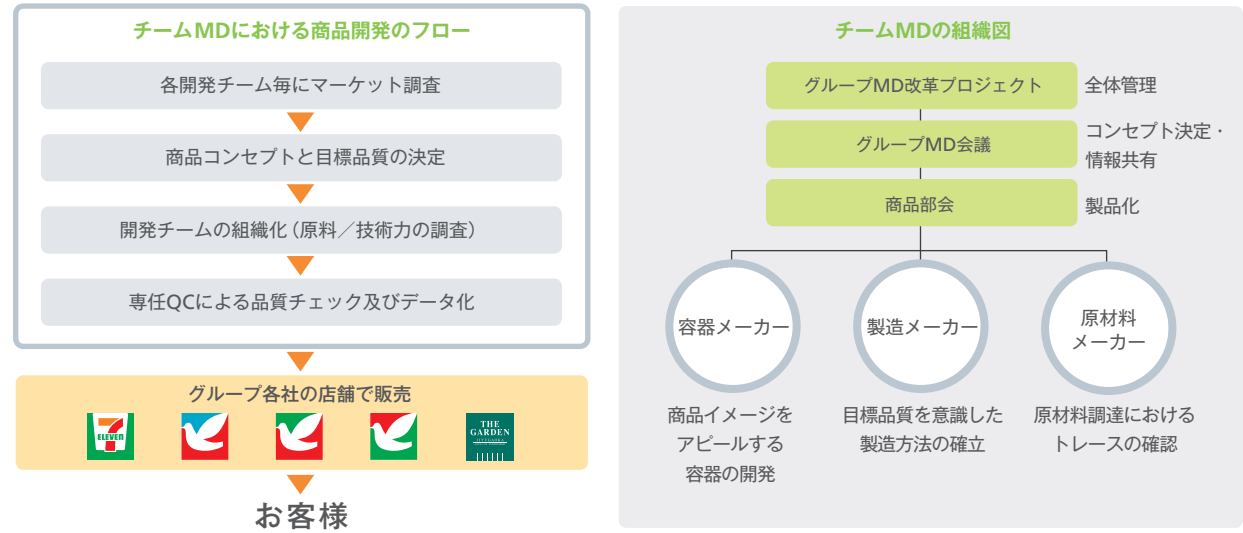 チームMDにおける商品開発のフロー
各開発チーム毎にマーケット調査
商品コンセプトと目標品質の決定
開発チームの組織化（原料／技術力の調査）
専任QCによる品質チェック及びデータ化
グループ各社の店舗で販売
7
ELEVEN
THE
GARDEN
お客様
チームMDの組織図
グループMD改革プロジェクト
全体管理
グループMD会議
コンセプト決定・
情報共有
商品部会
製品化
容器メーカー
製造メーカー
原材料
メーカー
商品イメージを
アピールする
容器の開発
目標品質を意識した
製造方法の確立
原材料調達における
トレースの確認